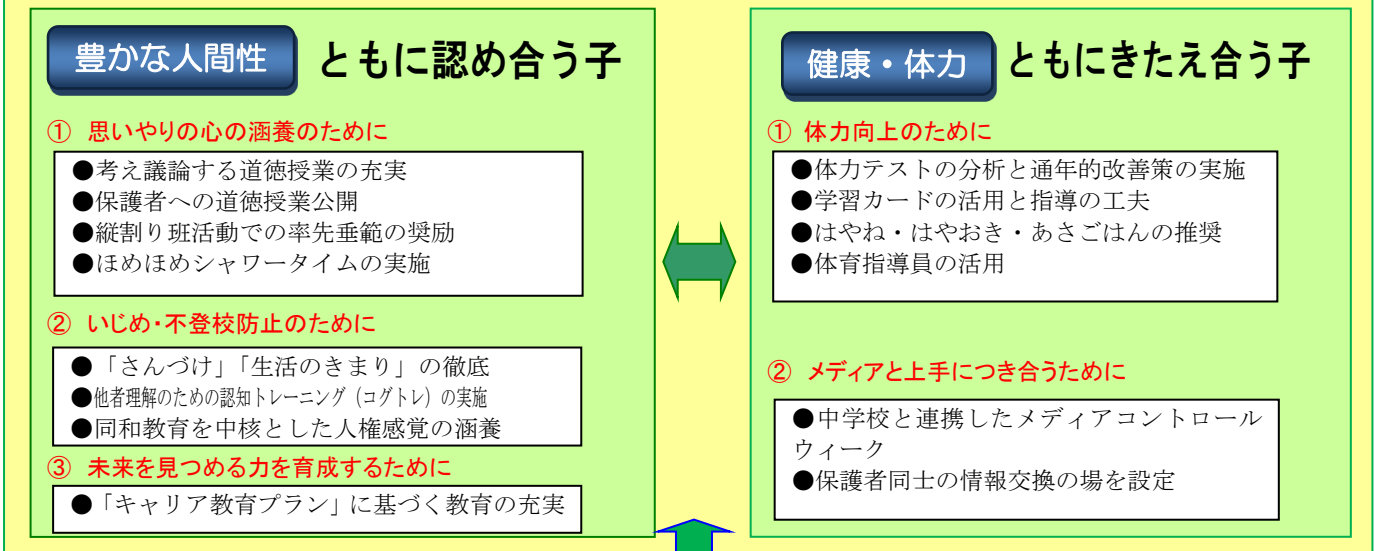 豊かな人間性 ともに認め合う子
① 思いやりの心の涵養のために
●考え議論する道徳授業の充実
●保護者への道徳授業公開
●縦割り班活動での率先垂範の奨励
●ほめほめシャワータイムの実施
② いじめ・不登校防止のために
●「さんづけ」「生活のきまり」の徹底
●他者理解のための認知トレーニング（コグトレ）の実施
●同和教育を中核とした人権感覚の涵養
③ 未来を見つめる力を育成するために
●「キャリア教育プラン」に基づく教育の充実
健康・体力 ともにきたえ合う子
① 体力向上のために
●体力テストの分析と通年的改善策の実施
●学習カードの活用と指導の工夫
●はやね・はやおき・あさごはんの推奨
●体育指導員の活用
② メディアと上手につき合うために
●中学校と連携したメディアコントロール
ウィーク
●保護者同士の情報交換の場を設定